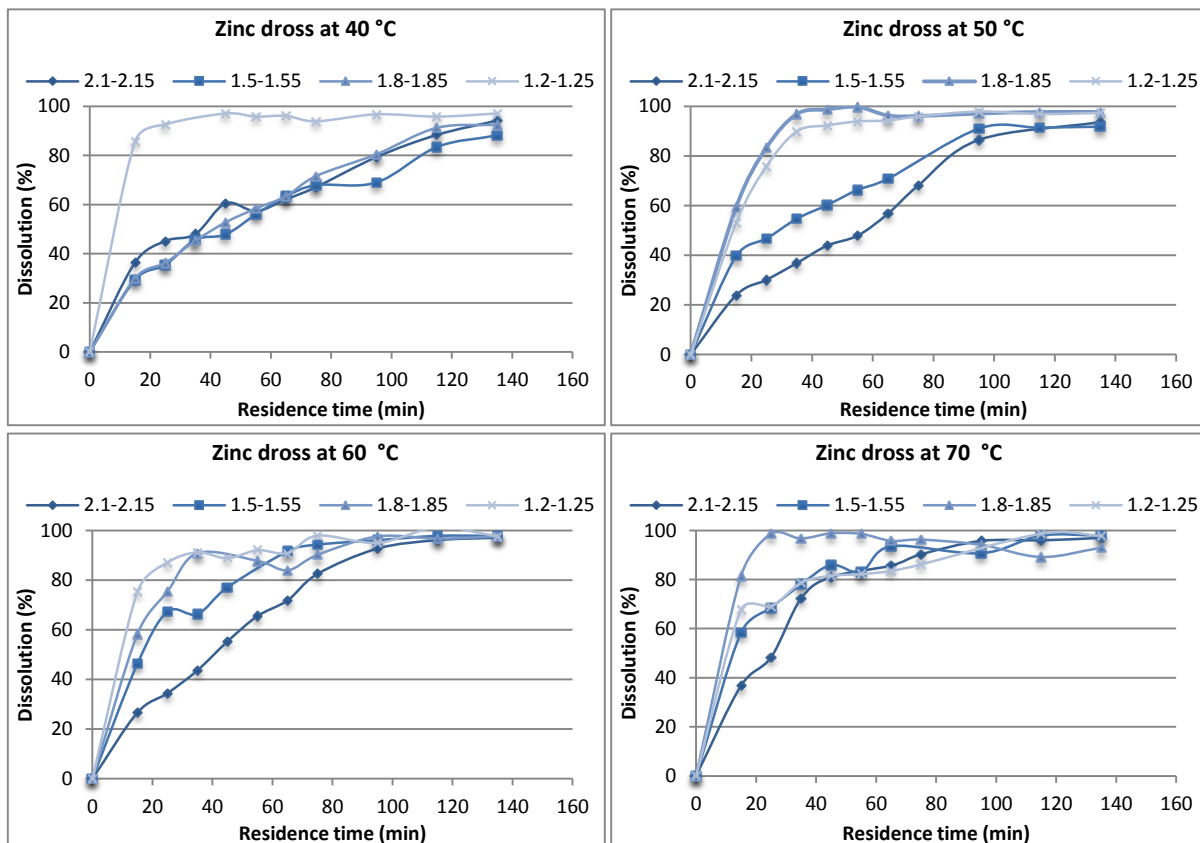 Zinc dross at 40 °C
2.1-2.15 1.5-1.55 1.8-1.85 1.2-1.25
100
80
60
40
20
0
Dissolution (%)
0 20 40 60 80 100 120 140 160
Residence time (min)
Zinc dross at 50 °C
2.1-2.15 1.5-1.55 1.8-1.85 1.2-1.25
100
80
60
40
20
0
Dissolution (%)
0 20 40 60 80 100 120 140 160
Residence time (min)
Zinc dross at 60 °C
2.1-2.15 1.5-1.55 1.8-1.85 1.2-1.25
100
80
60
40
20
0
Dissolution (%)
0 20 40 60 80 100 120 140 160
Residence time (min)
Zinc dross at 70 °C
2.1-2.15 1.5-1.55 1.8-1.85 1.2-1.25
100
80
60
40
20
0
Dissolution (%)
0 20 40 60 80 100 120 140 160
Residence time (min)